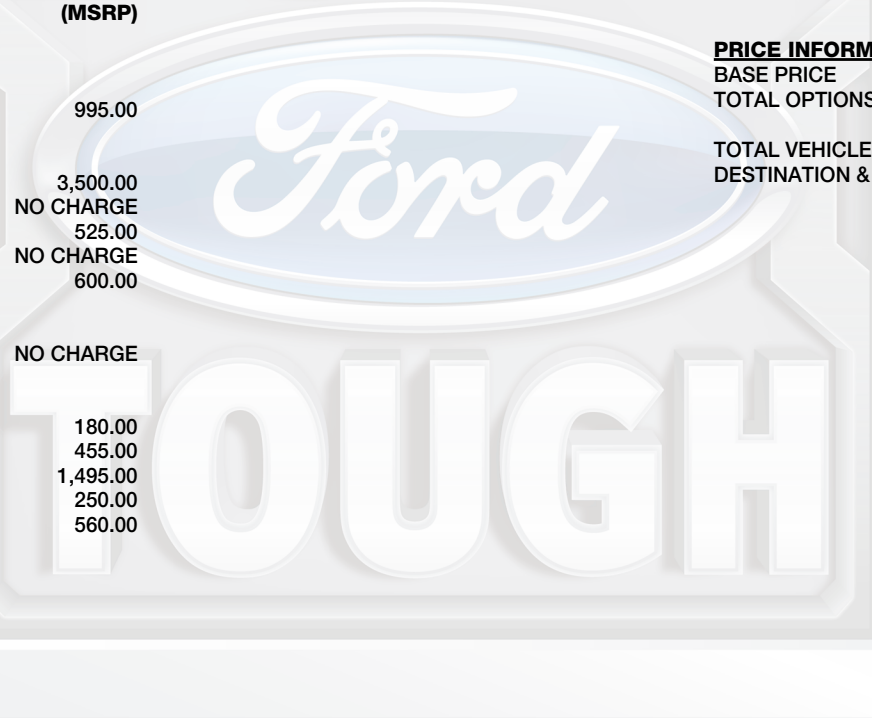 (MSRP)
995.00
3,500.00
NO CHARGE
525.00
NO CHARGE
600.00
NO CHARGE
180.00
455.00
1,495.00
250.00
560.00
PRICE INFORM
BASE PRICE
TOTAL OPTIONS
TOTAL VEHICLE
DESTINATION &
Ford
TOUGH